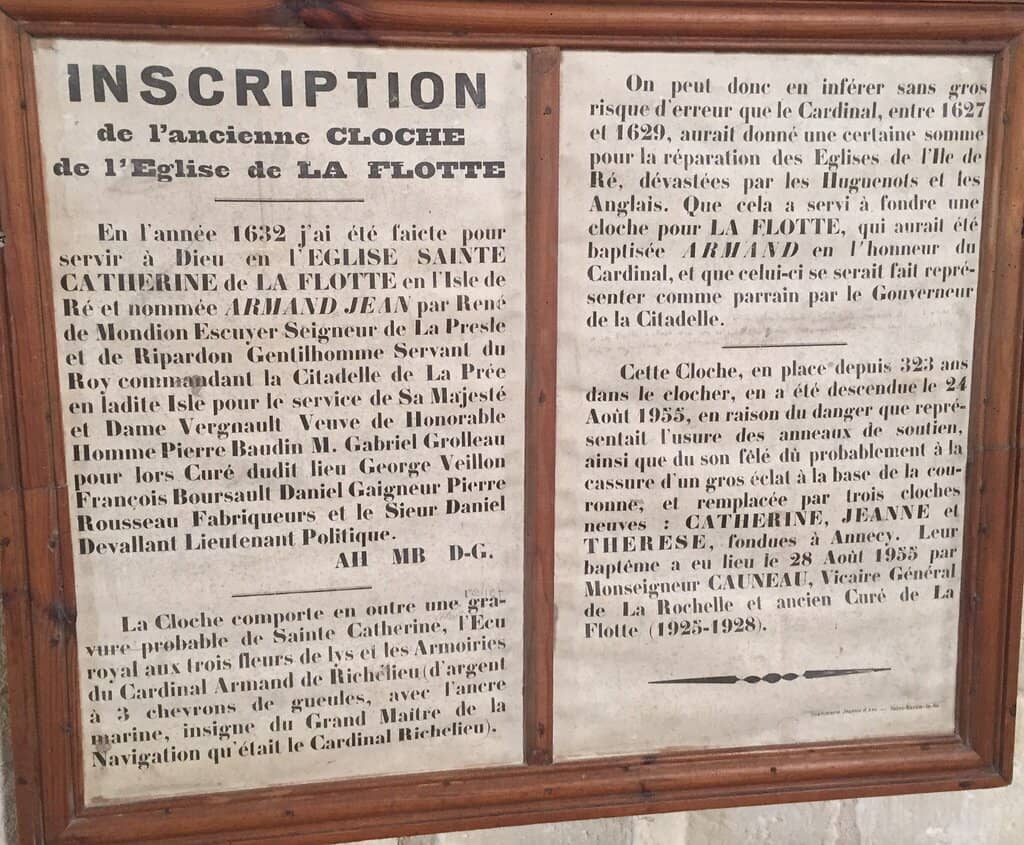 INSCRIPTION
de l'ancienne CLOCHE
de l'Eglise de LA FLOTTE
En l'année 1632 j'ai été faicte pour
servir à Dieu en l'EGLISE SAINTE
CATHERINE de LA FLOTTE en l'Isle de
Ré et nommée ARMAND JEAN par René
de Mondion Escuyer Seigneur de La Presle
et de Ripardon Gentilhomme Servant du
Roy commandant la Citadelle de La Prée
en ladite Isle pour le service de Sa Majesté
et Dame Vergnault Veuve de Honorable
Homme Pierre Baudin M. Gabriel Grolleau
pour lors Curé dudit lieu George Veillon
François Boursault Daniel Gaigneur Pierre
Rousseau Fabriqueurs et le Sieur Daniel
Devallant Lieutenant Politique.
AH MB D-G.
La Cloche comporte en outre une gra-
vure probable de Sainte Catherine, l'Ecu
royal aux trois fleurs de lys et les Armoiries
du Cardinal Armand de Richelieu (d'argent
à 3 chevrons de gueules, avec l'ancre
marine, insigne du Grand Maître de la
Navigation qu'était le Cardinal Richelieu).
On peut donc en inférer sans gros
risque d'erreur que le Cardinal, entre 1627
et 1629, aurait donné une certaine somme
pour la réparation des Eglises de l'Ile de
Ré, dévastées par les Huguenots et les
Anglais. Que cela a servi à fondre une
cloche pour LA FLOTTE, qui aurait été
baptisée ARMAND en l'honneur du
Cardinal, et que celui-ci se serait fait repré-
senter comme parrain par le Gouverneur
de la Citadelle.
Cette Cloche, en place depuis 323 ans
dans le clocher, en a été descendue le 24
Août 1955, en raison du danger que repré-
sentait l'usure des anneaux de soutien,
ainsi que du son fêlé dû probablement à la
cassure d'un gros éclat à la base de la cou-
ronne, et remplacée par trois cloches
neuves : CATHERINE, JEANNE et
THERESE, fondues à Annecy. Leur
baptême a eu lieu le 28 Août 1955 par
Monseigneur CAUNEAU, Vicaire Général
de La Rochelle et ancien Curé de La
Flotte (1925-1928).